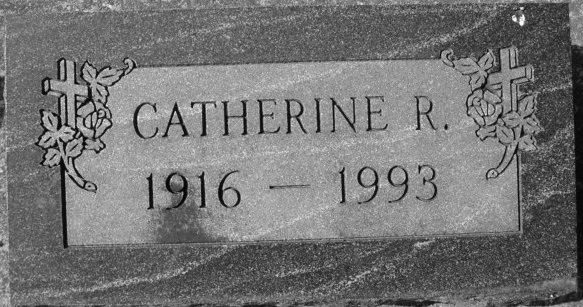 CATHERINE R.
1916 — 1993